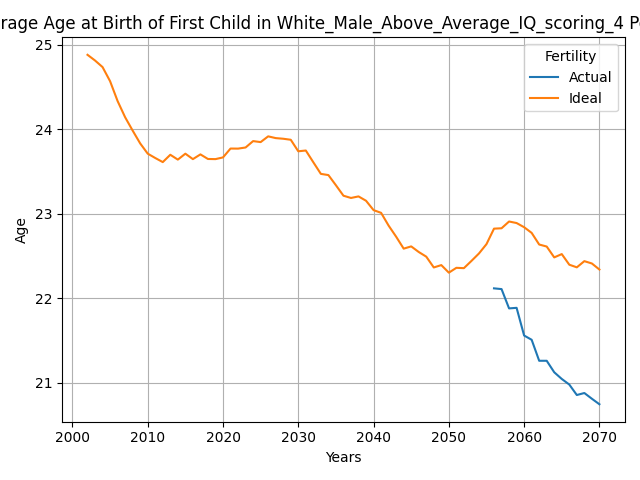 rage Age at Birth of First Child in White_Male_Above_Average_IQ_scoring_4 P
Fertility
Actual
Ideal
25
24
23
22
21
Age
2000 2010 2020 2030 2040 2050 2060 2070
Years